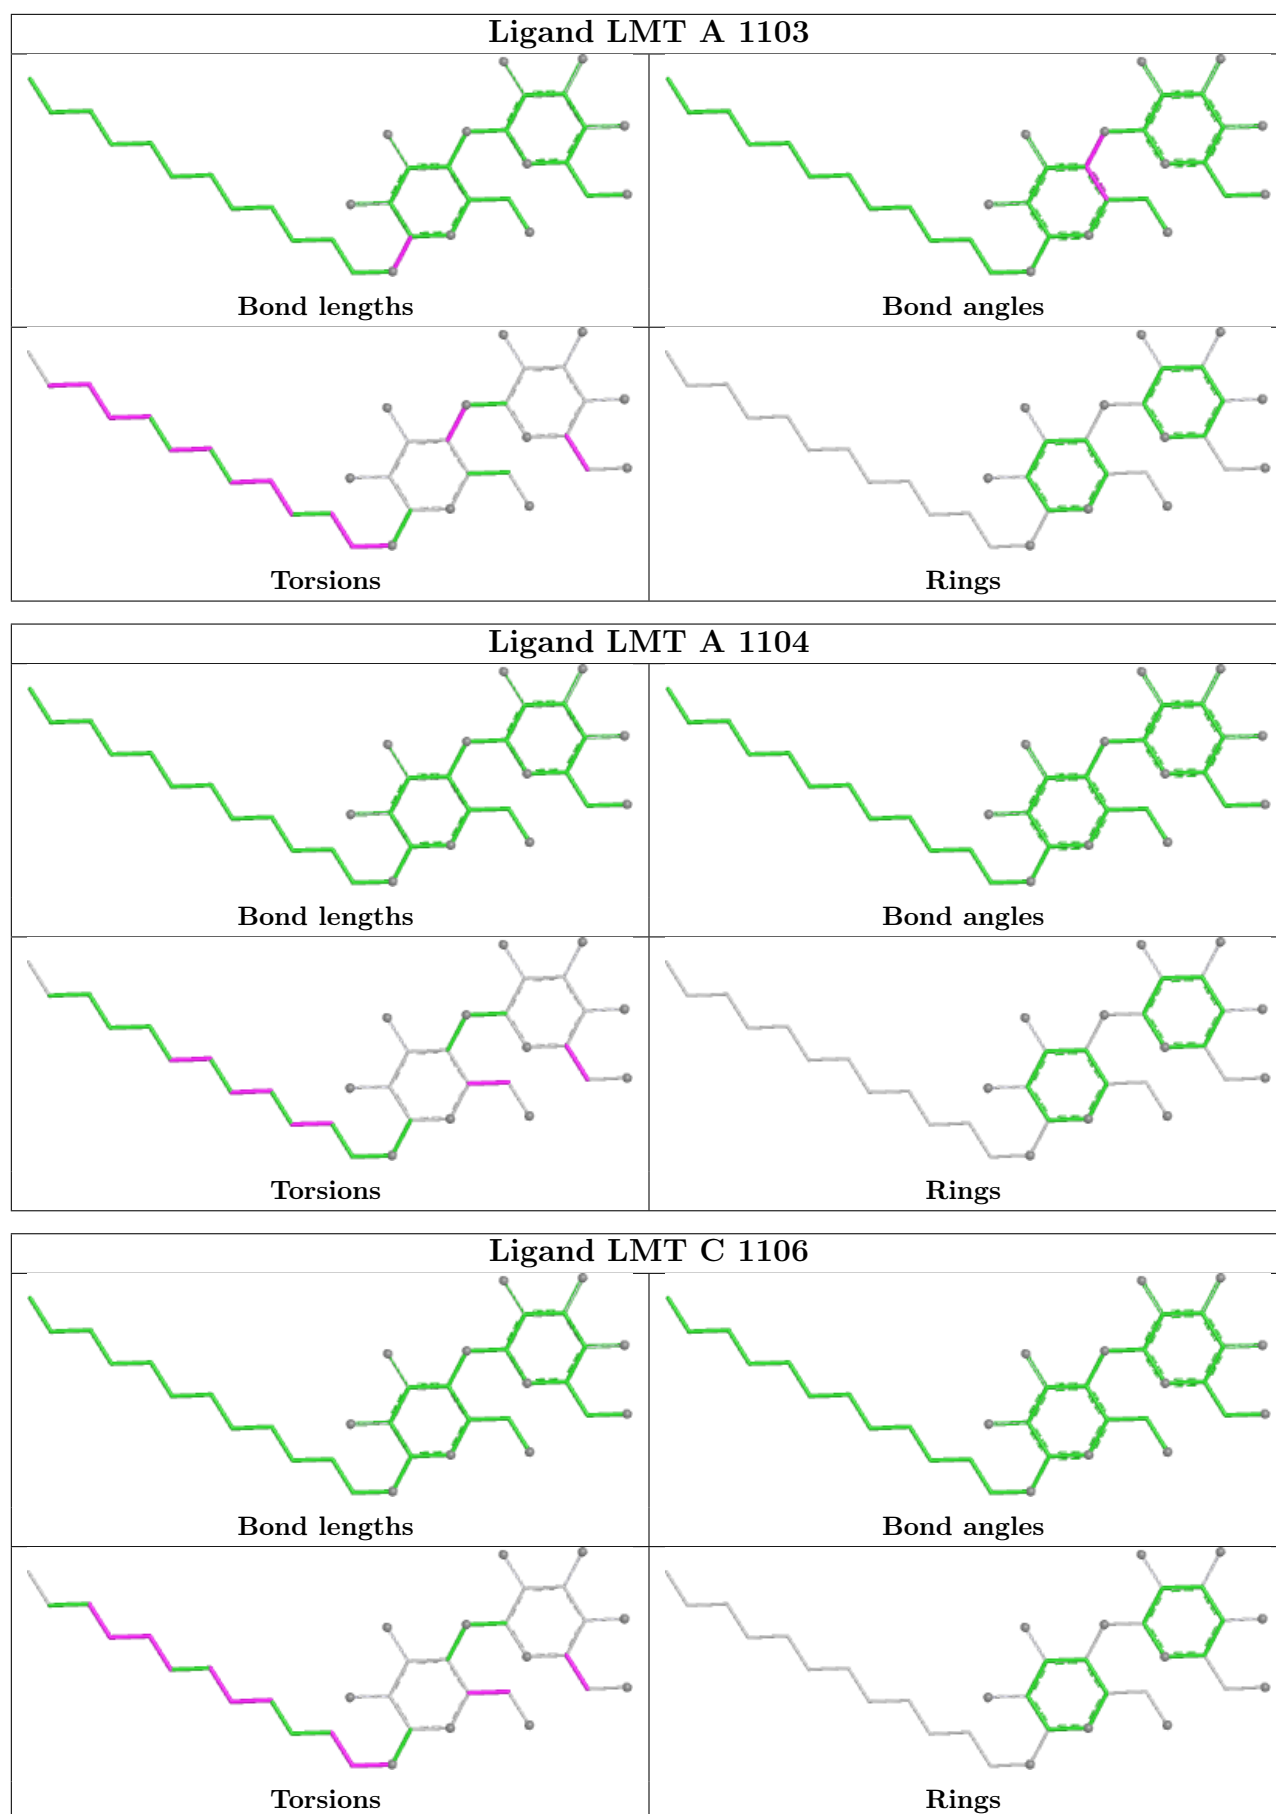 Ligand LMT A 1103
Bond lengths
Bond angles
Torsions
Rings
Ligand LMT A 1104
Bond lengths
Bond angles
Torsions
Rings
Ligand LMT C 1106
Bond lengths
Bond angles
Torsions
Rings